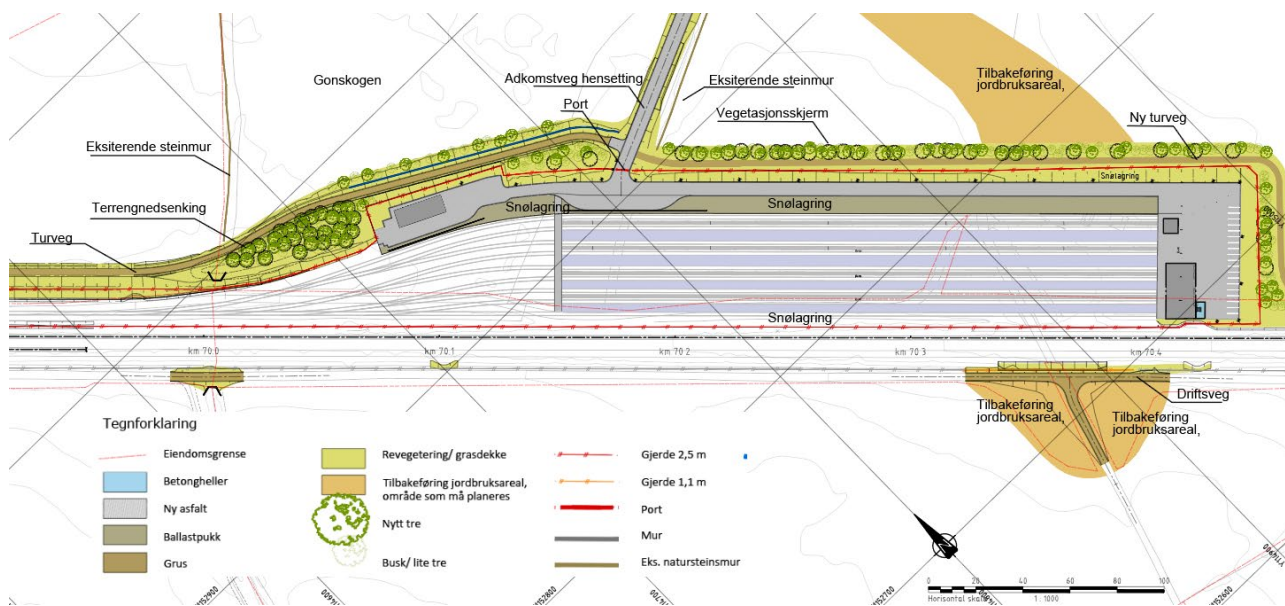 Gonskogen
Adkomstveg hensetting
Eksiterende steinmur
Tilbakeføring
jordbruksareal,
Port
Vegetasjonsskjerm
Ny turveg
Eksiterende steinmur
Snølagring
Terrengnedsenking
Snølagring
Snølagring
Turveg
Snølagring
km 70.0
km 70.1
km 70.2
km 70.3
km 70.4
Driftsveg
Tilbakeføring
jordbruksareal,
Tilbakeføring
jordbruksareal,
Tegnforklaring
Eiendomsgrense
Betongheller
Ny asfalt
Ballastpukk
Grus
Revegetering/ grasdekke
Tilbakeføring jordbruksareal,
område som må planeres
Nytt tre
Busk/ lite tre
Gjerde 2,5 m
Gjerde 1,1 m
Port
Mur
Eks. natursteinsmur
0 20 40 60 80 100
Horisontal skala 1 : 1000